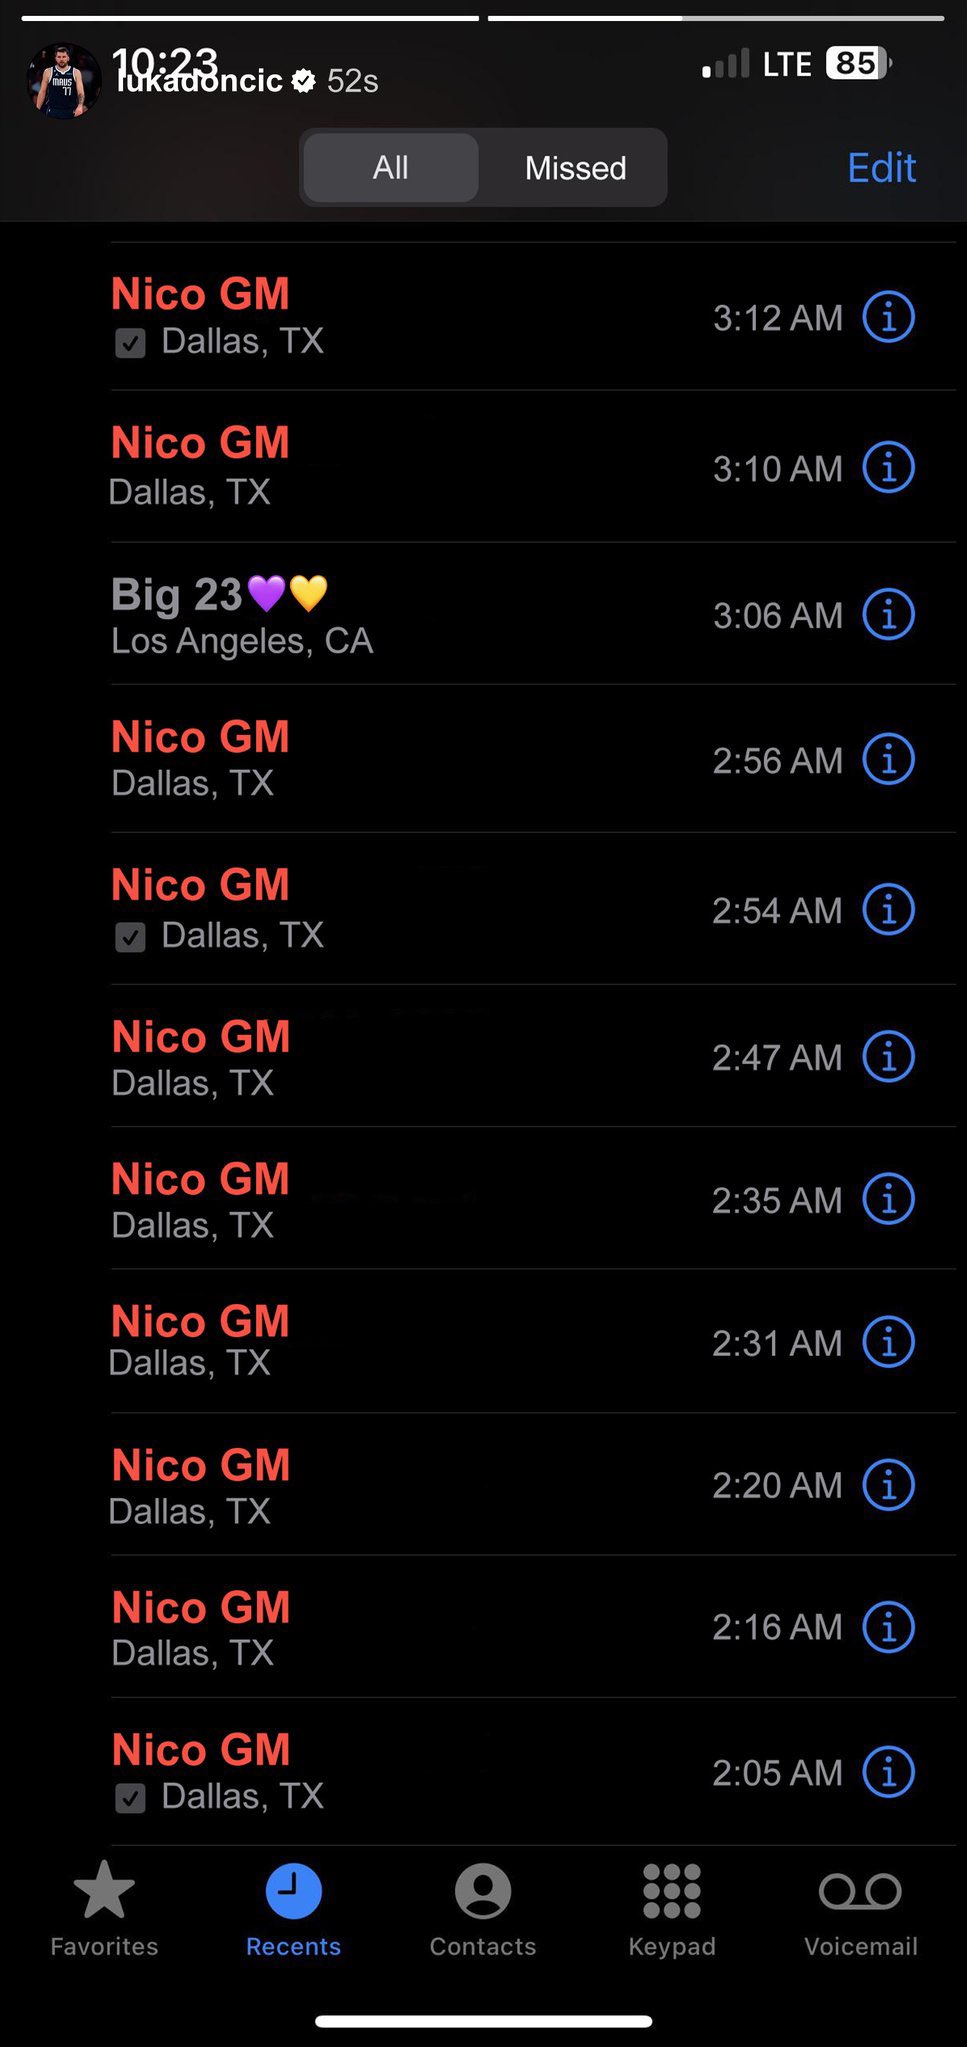 10:23
lukadoncic 52s
LTE 85
All Missed Edit
Nico GM
Dallas, TX
3:12 AM
Nico GM
Dallas, TX
3:10 AM
Big 23💜💛
Los Angeles, CA
3:06 AM
Nico GM
Dallas, TX
2:56 AM
Nico GM
Dallas, TX
2:54 AM
Nico GM
Dallas, TX
2:47 AM
Nico GM
Dallas, TX
2:35 AM
Nico GM
Dallas, TX
2:31 AM
Nico GM
Dallas, TX
2:20 AM
Nico GM
Dallas, TX
2:16 AM
Nico GM
Dallas, TX
2:05 AM
Favorites Recents Contacts Keypad Voicemail